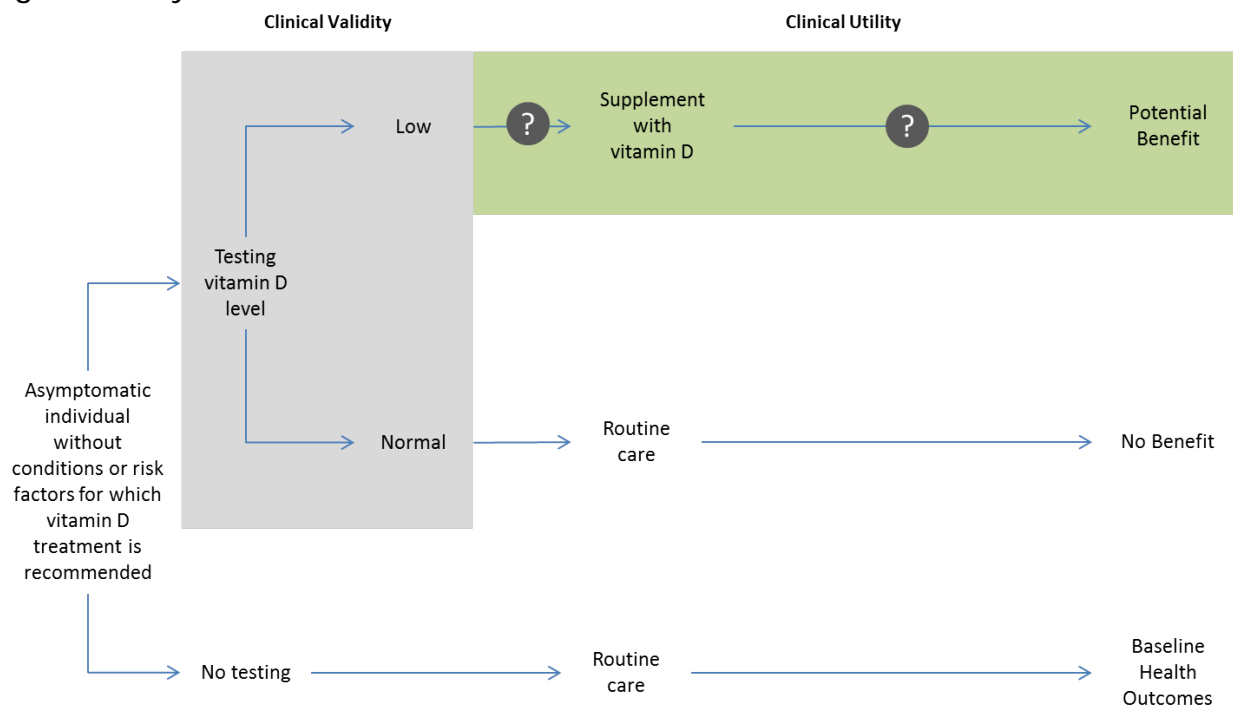 Clinical Validity
Clinical Utility
Low
?
Supplement
with
vitamin D
?
Potential
Benefit
Testing
vitamin D
level
Asymptomatic
individual
without
conditions or risk
factors for which
vitamin D
treatment is
recommended
Normal
Routine
care
No Benefit
No testing
Routine
care
Baseline
Health
Outcomes